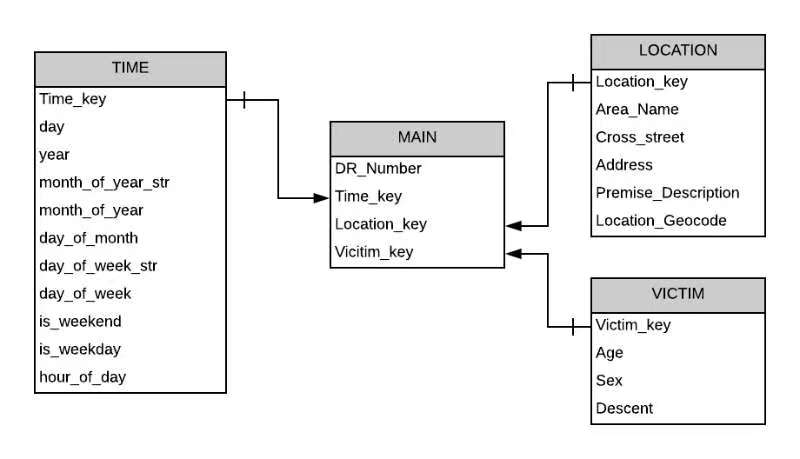 TIME
Time_key
day
year
month_of_year_str
month_of_year
day_of_month
day_of_week_str
day_of_week
is_weekend
is_weekday
hour_of_day
MAIN
DR_Number
Time_key
Location_key
Vicitim_key
LOCATION
Location_key
Area_Name
Cross_street
Address
Premise_Description
Location_Geocode
VICTIM
Victim_key
Age
Sex
Descent